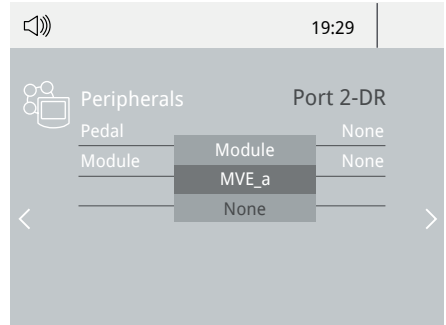 19:29
Peripherals Port 2-DR
Pedal None
Module None
Module
MVE_a
None